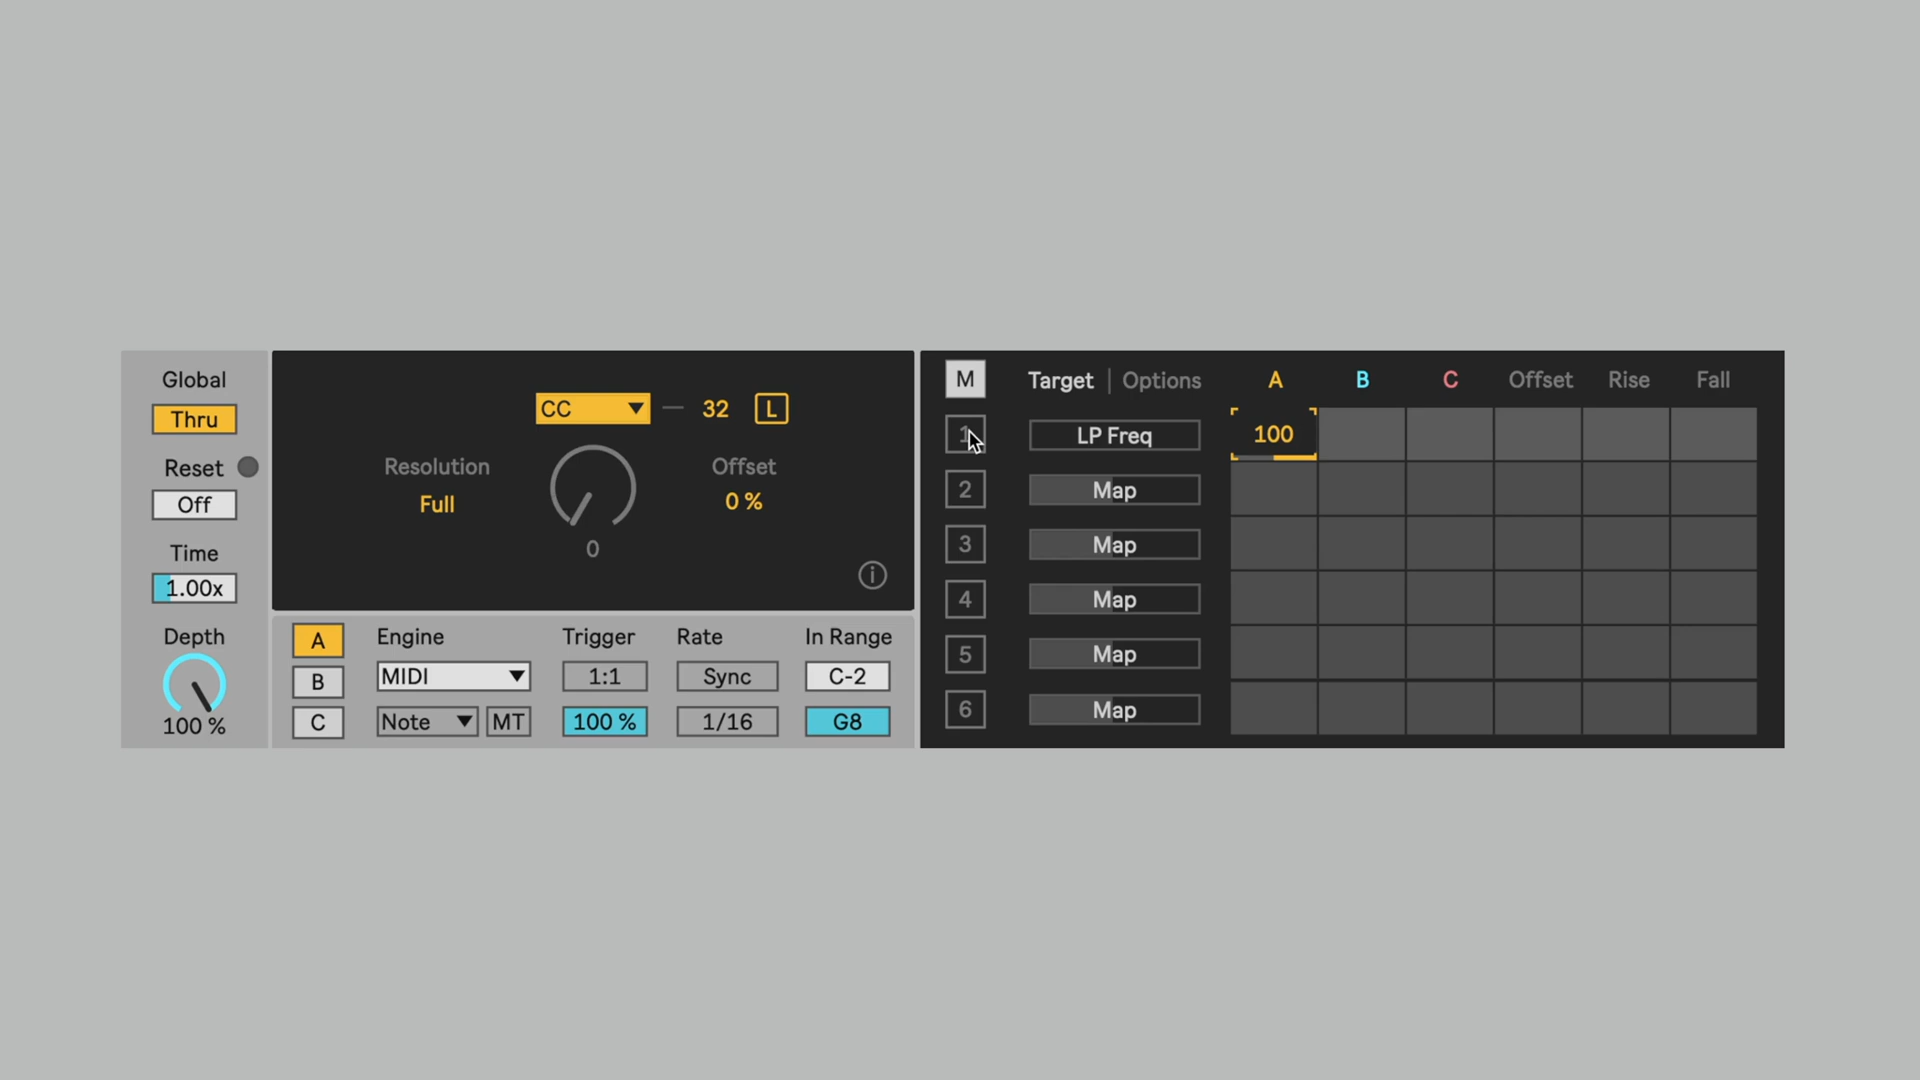 Global
Thru
Reset
Off
Time
1.00x
Depth
100 %
CC
32
L
Resolution
Full
Offset
0 %
0
i
A
B
C
Engine
MIDI
Note
MT
Trigger
1:1
100 %
Rate
Sync
1/16
In Range
C-2
G8
M Target | Options A B C Offset Rise Fall
1 LP Freq 100
2 Map
3 Map
4 Map
5 Map
6 Map